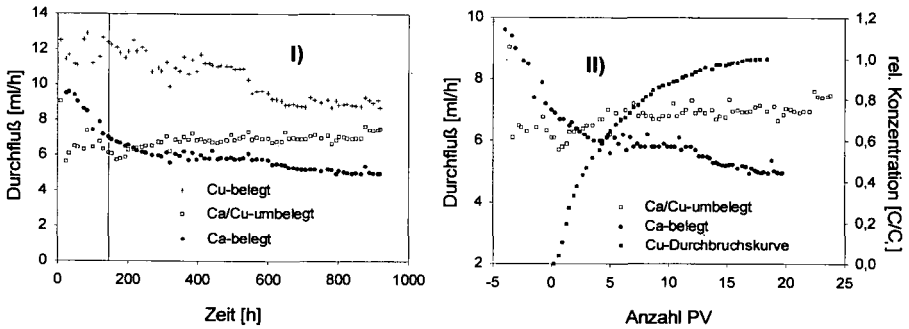 14
12
10
8
6
4
2
0
Durchfluß [ml/h]
I)
Cu-belegt
Ca/Cu-umbelegt
Ca-belegt
0 200 400 600 800 1000
Zeit [h]
10
8
6
4
2
Durchfluß [ml/h]
II)
Ca/Cu-umbelegt
Ca-belegt
Cu-Durchbruchskurve
-5 0 5 10 15 20 25
Anzahl PV
1,2
1,0
0,8
0,6
0,4
0,2
0,0
rel. Konzentration [C/C.]